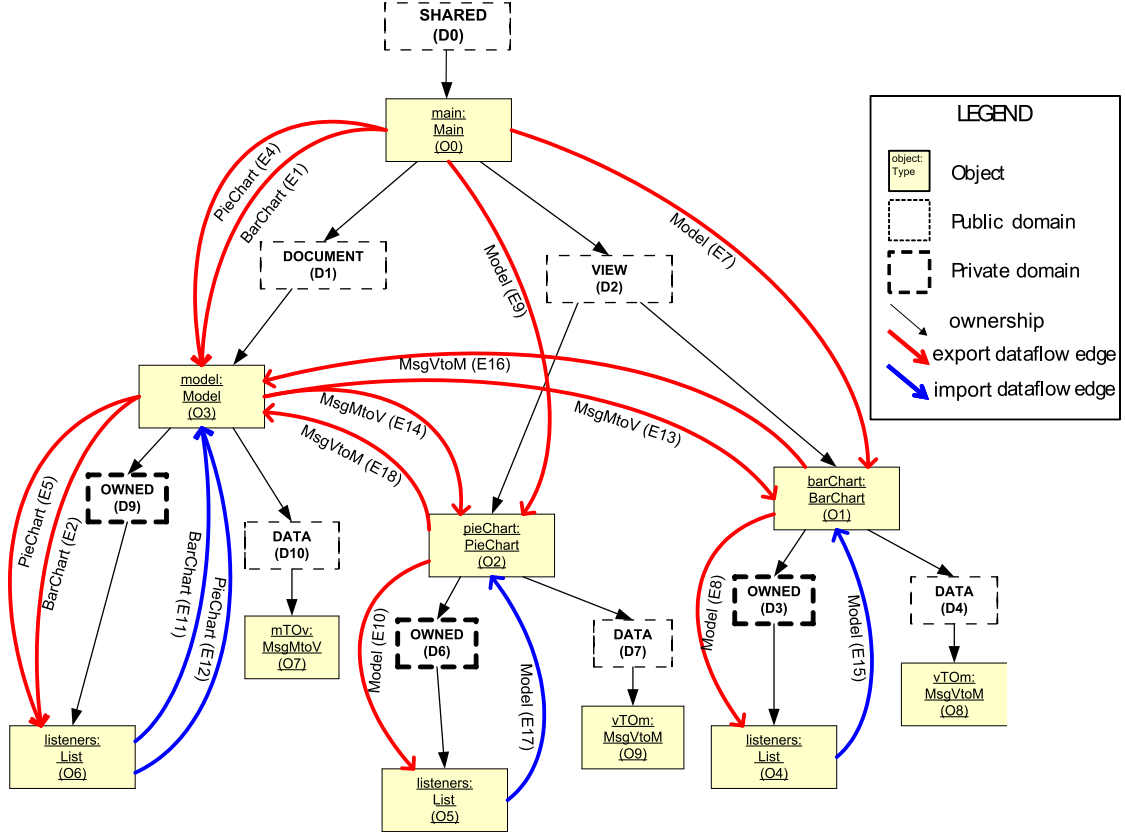 SHARED
(D0)
main:
Main
(O0)
PieChart (E4)
BarChart (E1)
Model (E9)
Model (E7)
DOCUMENT
(D1)
VIEW
(D2)
LEGEND
object:
Type
Object
Public domain
Private domain
ownership
export dataflow edge
import dataflow edge
model:
Model
(O3)
MsgVtoM (E16)
MsgMtoV (E14)
MsgMtoV (E13)
MsgVtoM (E18)
PieChart (E5)
BarChart (E2)
OWNED
(D9)
BarChart (E11)
PieChart (E12)
DATA
(D10)
mTOv:
MsgMtoV
(O7)
listeners:
List
(O6)
pieChart:
PieChart
(O2)
Model (E10)
OWNED
(D6)
Model (E17)
DATA
(D7)
vTOm:
MsgVtoM
(O9)
listeners:
List
(O5)
barChart:
BarChart
(O1)
Model (E8)
OWNED
(D3)
Model (E15)
DATA
(D4)
vTOm:
MsgVtoM
(O8)
listeners:
List
(O4)